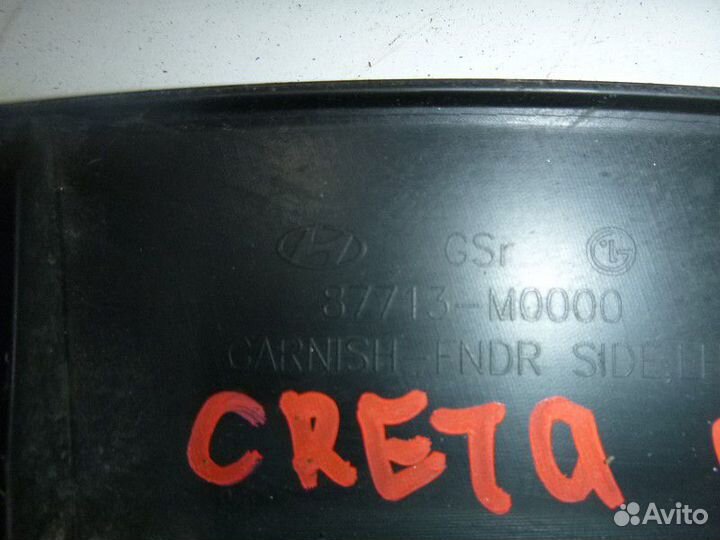 GSr
87713-M0000
GARNISH-FNDR SIDE
CRETA
Avito